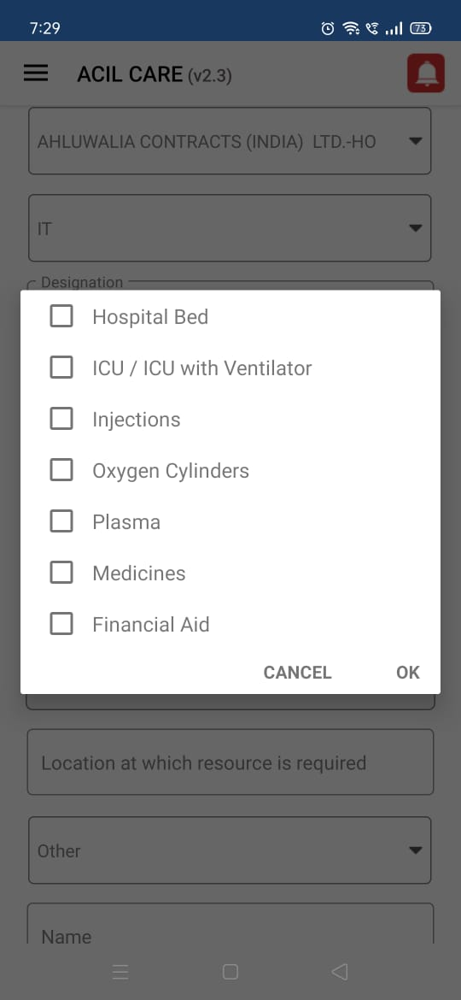 7:29
73
ACIL CARE (v2.3)
AHLUWALIA CONTRACTS (INDIA) LTD.-HO
IT
Designation
Hospital Bed
ICU / ICU with Ventilator
Injections
Oxygen Cylinders
Plasma
Medicines
Financial Aid
CANCEL OK
Location at which resource is required
Other
Name